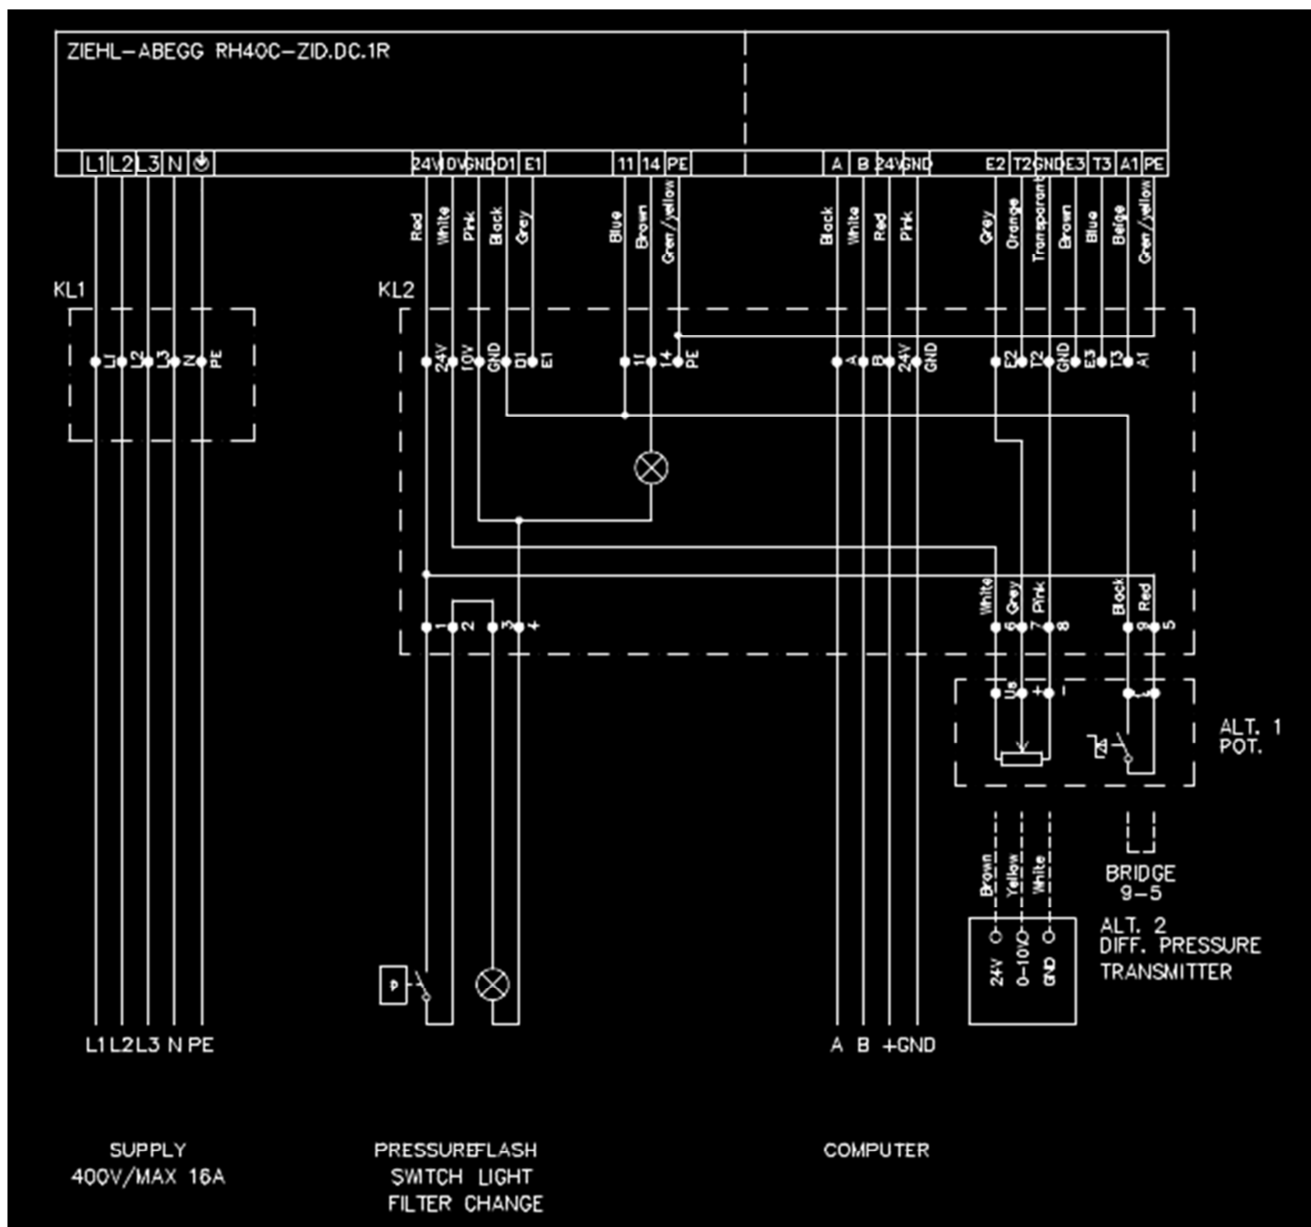 ZIEHL-ABEGG RH40C-ZID.DC.1R
L1 L2 L3 N 24V 10V GND D1 E1 11 14 PE A B 24V GND E2 T2 GND E3 T3 A1 PE
Red White Pink Black Grey Blue Brown Gren/yellow Black White Red Pink Grey Orange Transparant Brown Blue Beige Gren/yellow
KL1 KL2
L1 L2 L3 N PE 24V 10V GND D1 E1 11 14 PE A B 24V GND E2 T2 GND E3 T3 A1
White Grey Pink Black Red
1 2 3 4 6 7 8 9 5
Us + -
ALT. 1
POT.
Brown Yellow White
BRIDGE
9-5
ALT. 2
DIFF. PRESSURE
TRANSMITTER
24V 0-10V GND
P
L1 L2 L3 N PE A B + GND
SUPPLY
400V/MAX 16A
PRESSURE FLASH
SWITCH LIGHT
FILTER CHANGE
COMPUTER